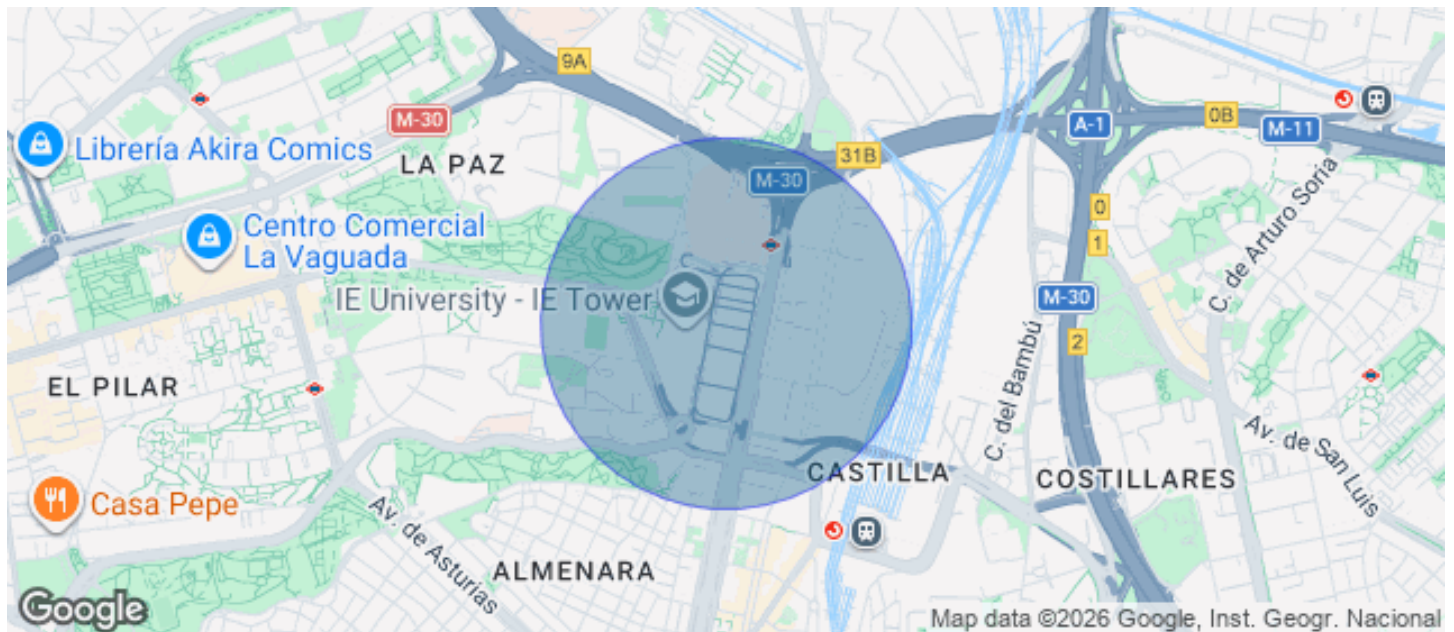 9A
M-30
A-1
0B
M-11
Librería Akira Comics
LA PAZ
31B
M-30
C. de Arturo Soria
0
Centro Comercial
La Vaguada
1
IE University - IE Tower
M-30
2
C. del Bambú
EL PILAR
Av. de San Luis
CASTILLA
COSTILLARES
Casa Pepe
Av. de Asturias
ALMENARA
Google
Map data ©2026 Google, Inst. Geogr. Nacional